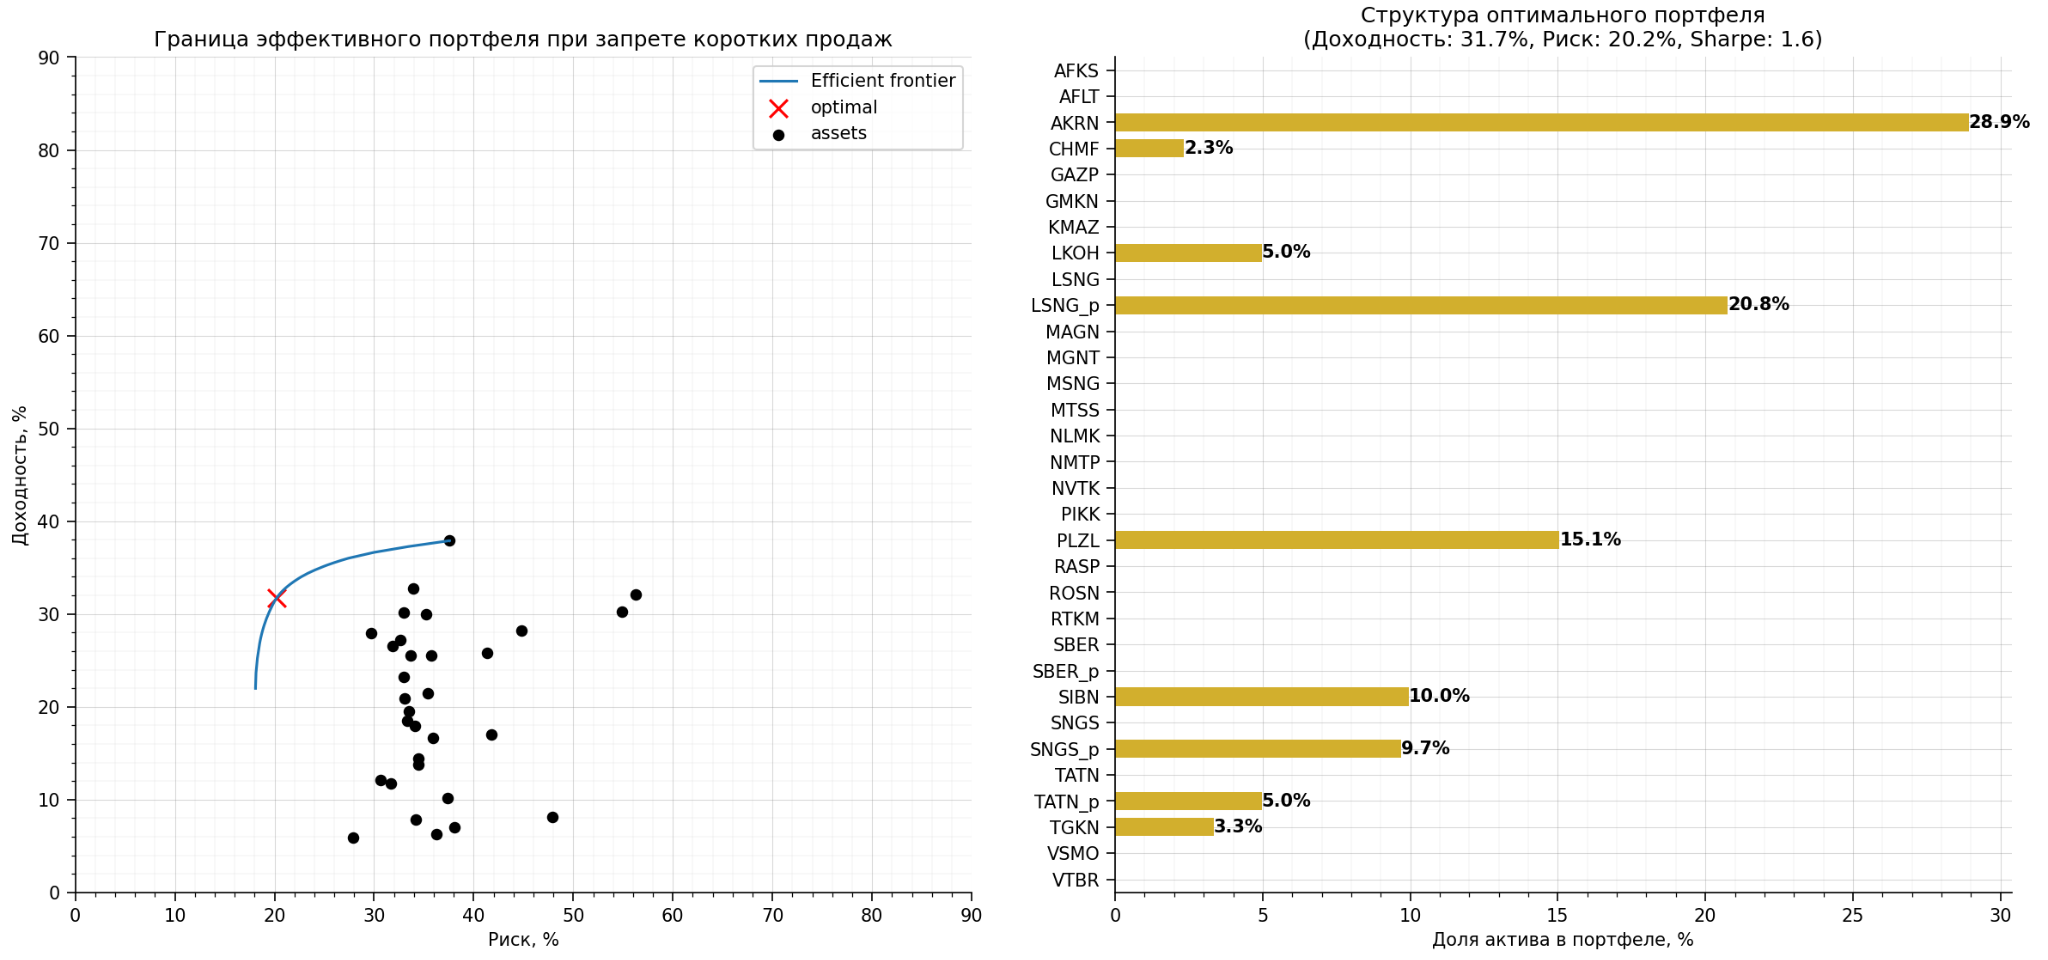 Граница эффективного портфеля при запрете коротких продаж
90
80
70
60
50
40
30
20
10
0
Доходность, %
0 10 20 30 40 50 60 70 80 90
Риск, %
Efficient frontier
optimal
assets
Структура оптимального портфеля
(Доходность: 31.7%, Риск: 20.2%, Sharpe: 1.6)
AFKS
AFLT
AKRN 28.9%
CHMF 2.3%
GAZP
GMKN
KMAZ
LKOH 5.0%
LSNG
LSNG_p 20.8%
MAGN
MGNT
MSNG
MTSS
NLMK
NMTP
NVTK
PIKK
PLZL 15.1%
RASP
ROSN
RTKM
SBER
SBER_p
SIBN 10.0%
SNGS
SNGS_p 9.7%
TATN
TATN_p 5.0%
TGKN 3.3%
VSMO
VTBR
0 5 10 15 20 25 30
Доля актива в портфеле, %